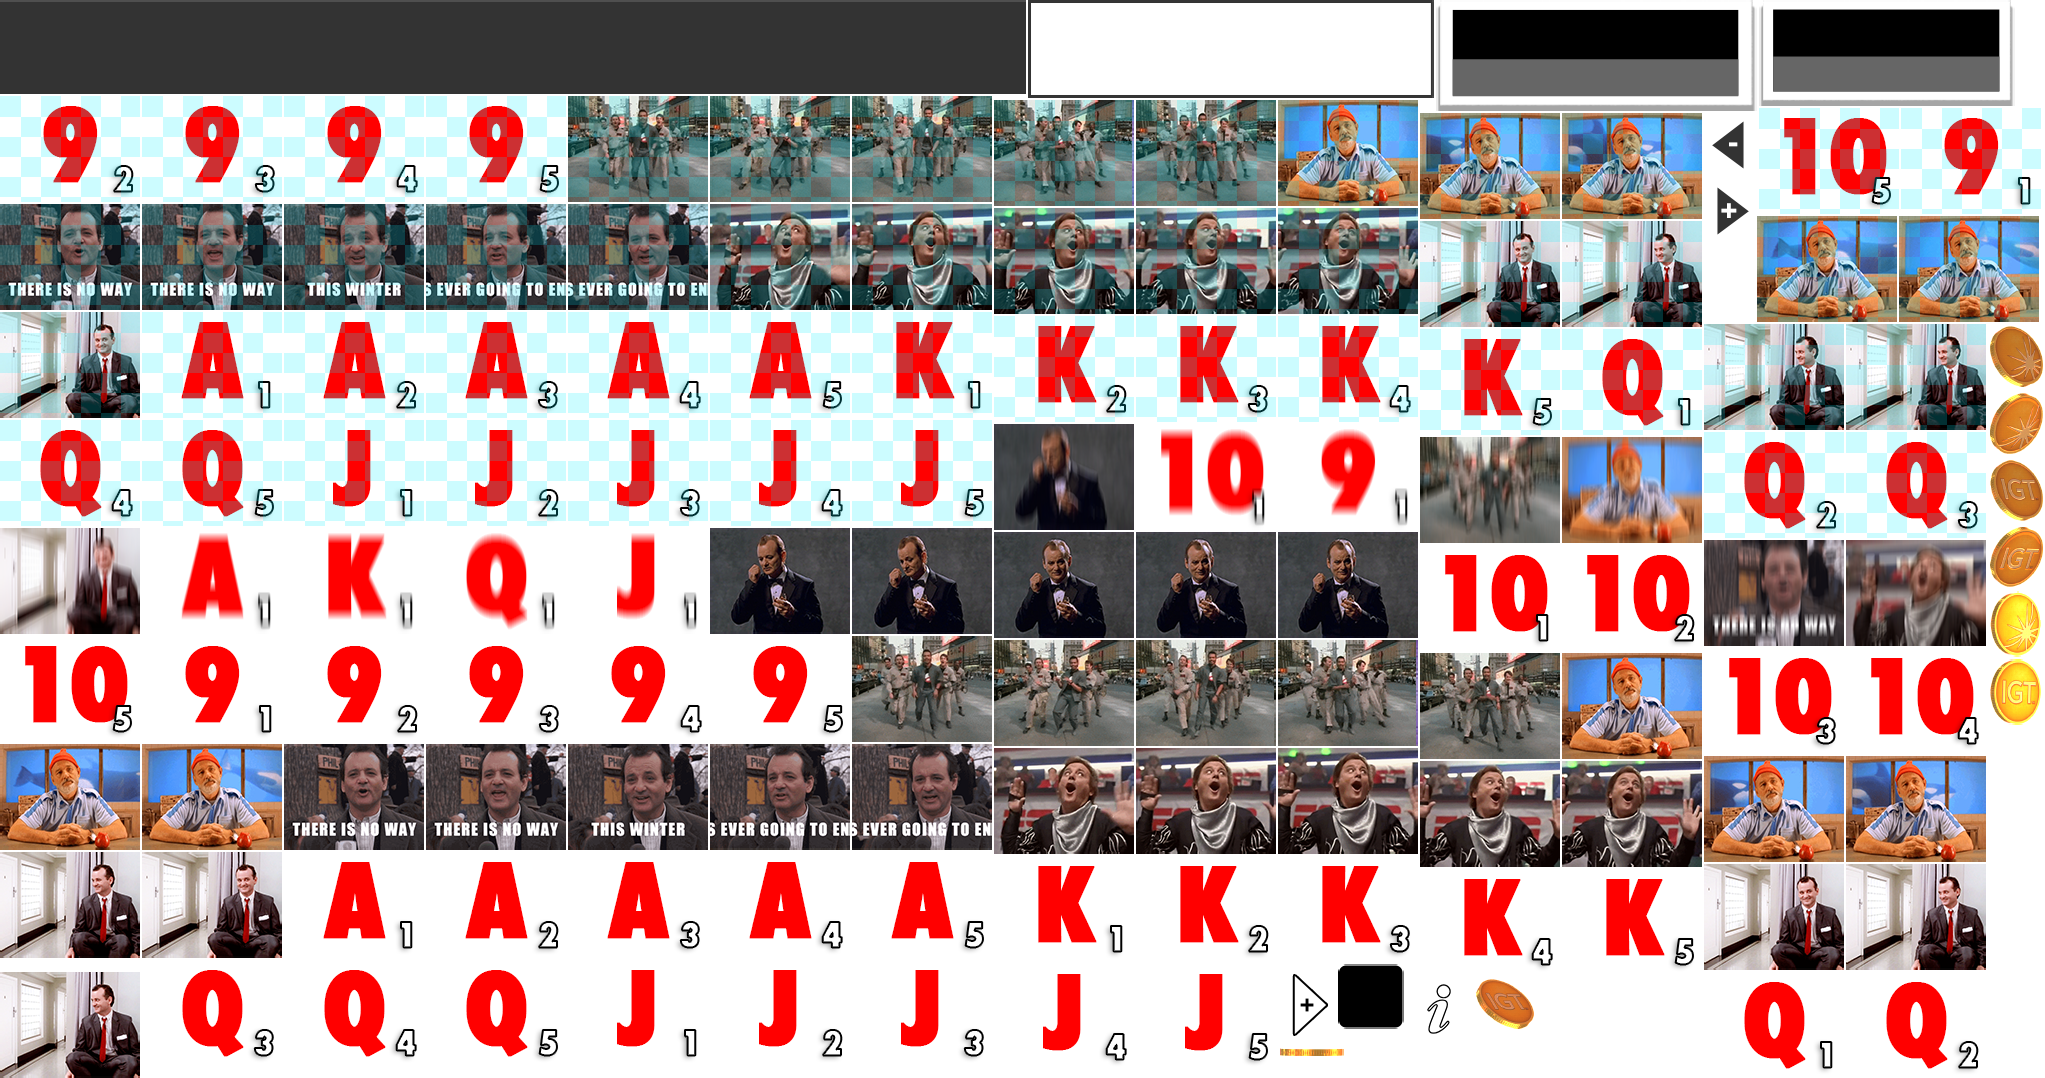 9 2 9 3 9 4 9 5 10 5 9 1
- 
+
THERE IS NO WAY THERE IS NO WAY THIS WINTER S EVER GOING TO EN S EVER GOING TO EN
A 1 A 2 A 3 A 4 A 5 K 1 K 2 K 3 K 4 K 5 Q 1
Q 4 Q 5 J 1 J 2 J 3 J 4 J 5 10 1 9 1 Q 2 Q 3 IGT
A 1 K 1 Q 1 J 1 10 1 10 2 THERE IS NO WAY IGT
10 5 9 1 9 2 9 3 9 4 9 5 10 3 10 4 IGT
THERE IS NO WAY THERE IS NO WAY THIS WINTER S EVER GOING TO EN S EVER GOING TO EN
A 1 A 2 A 3 A 4 A 5 K 1 K 2 K 3 K 4 K 5
Q 3 Q 4 Q 5 J 1 J 2 J 3 J 4 J 5 + i IGT Q 1 Q 2